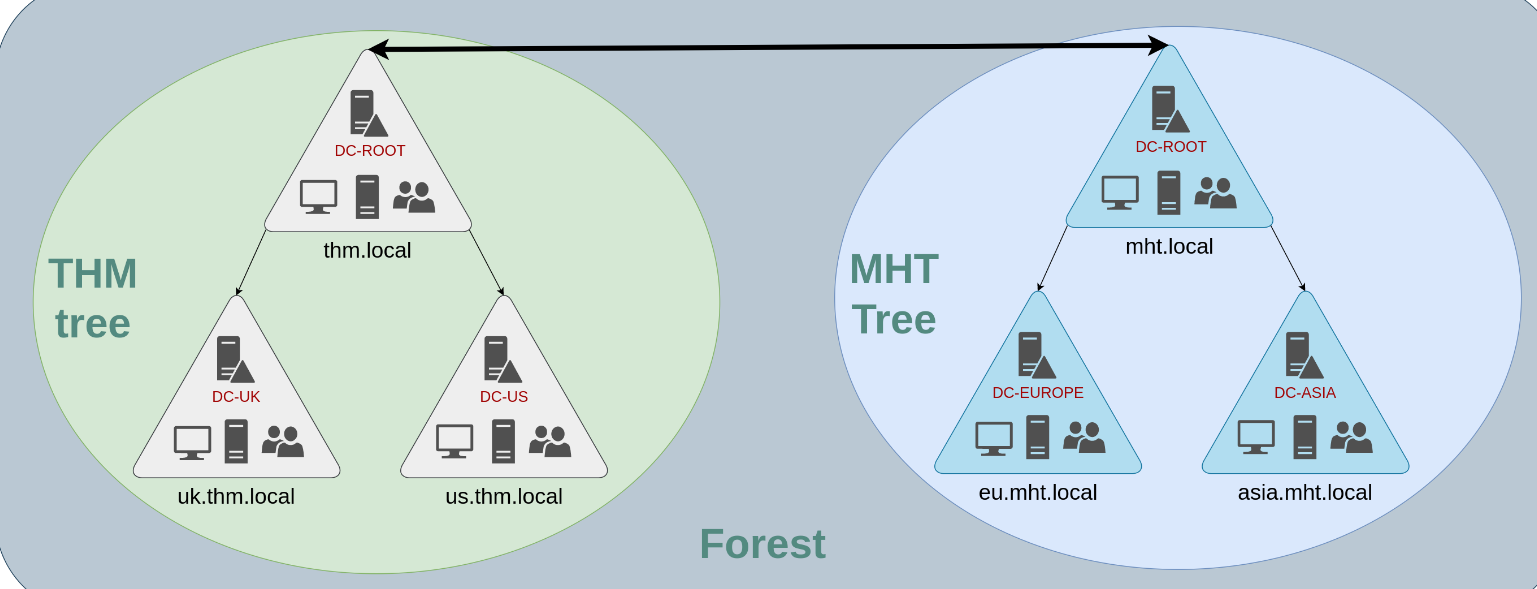 DC-ROOT
thm.local
THM
tree
DC-UK
uk.thm.local
DC-US
us.thm.local
DC-ROOT
mht.local
MHT
Tree
DC-EUROPE
eu.mht.local
DC-ASIA
asia.mht.local
Forest